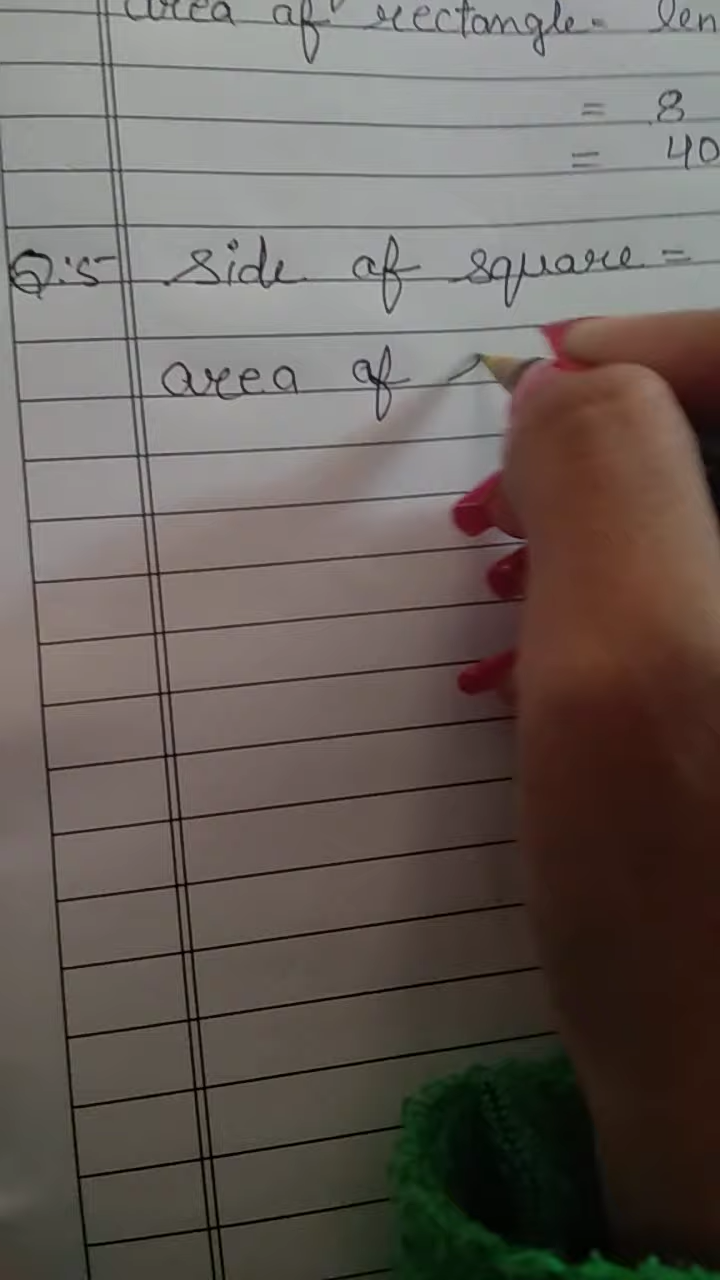 area of rectangle = len
= 8
= 40
Q.5 side of square =
area of